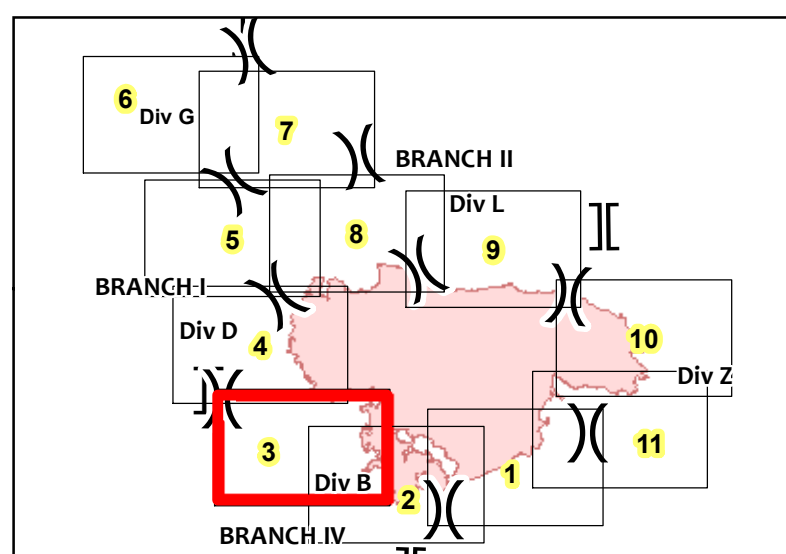 6
Div G
7
BRANCH II
Div L
5
8
9
BRANCH I
Div D
4
10
Div Z
3
11
Div B
2
1
BRANCH IV